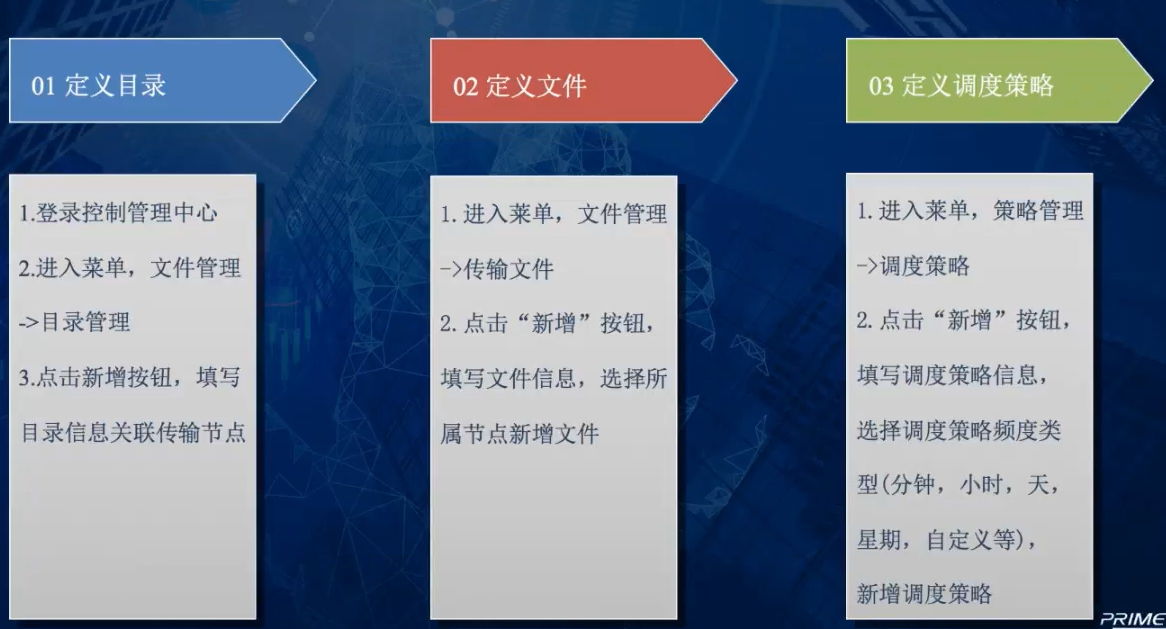 01 定义目录
1.登录控制管理中心
2.进入菜单，文件管理
->目录管理
3.点击新增按钮，填写
目录信息关联传输节点
02 定义文件
1. 进入菜单，文件管理
->传输文件
2. 点击“新增”按钮，
填写文件信息，选择所
属节点新增文件
03 定义调度策略
1. 进入菜单，策略管理
->调度策略
2. 点击“新增”按钮，
填写调度策略信息，
选择调度策略频度类
型(分钟，小时，天，
星期，自定义等)，
新增调度策略
PRIME